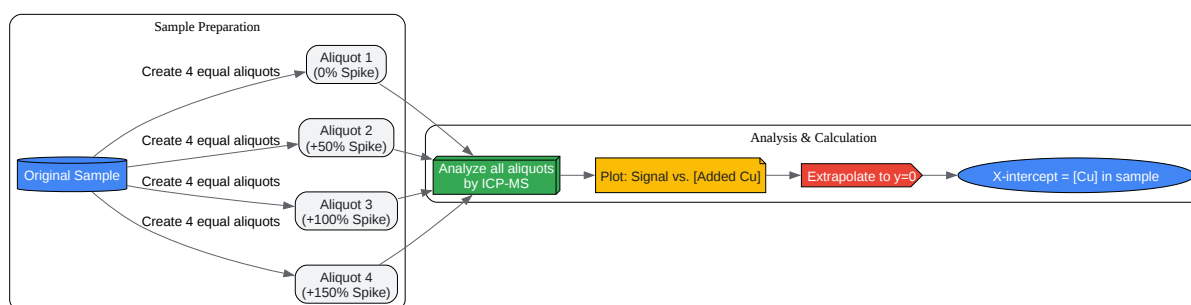 Sample Preparation
Create 4 equal aliquots
Aliquot 1
(0% Spike)
Create 4 equal aliquots
Aliquot 2
(+50% Spike)
Original Sample
Create 4 equal aliquots
Aliquot 3
(+100% Spike)
Create 4 equal aliquots
Aliquot 4
(+150% Spike)
Analysis & Calculation
Analyze all aliquots
by ICP-MS
Plot: Signal vs. [Added Cu]
Extrapolate to y=0
X-intercept = [Cu] in sample